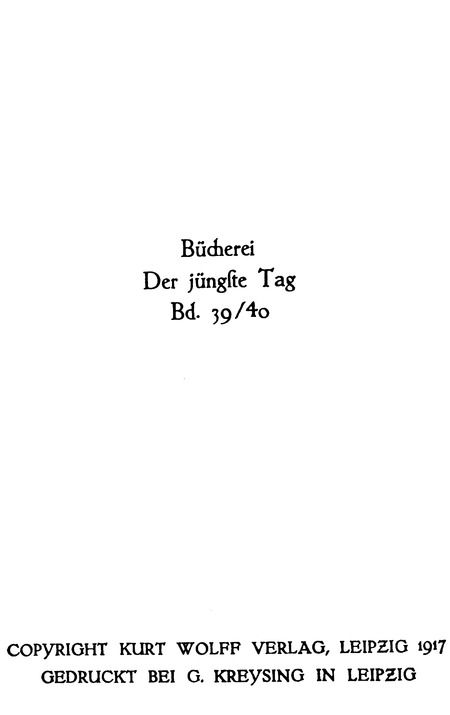 Bücherei
Der jüngſte Tag
Bd. 39/40
COPYRIGHT KURT WOLFF VERLAG, LEIPZIG 1917
GEDRUCKT BEI G. KREYSING IN LEIPZIG